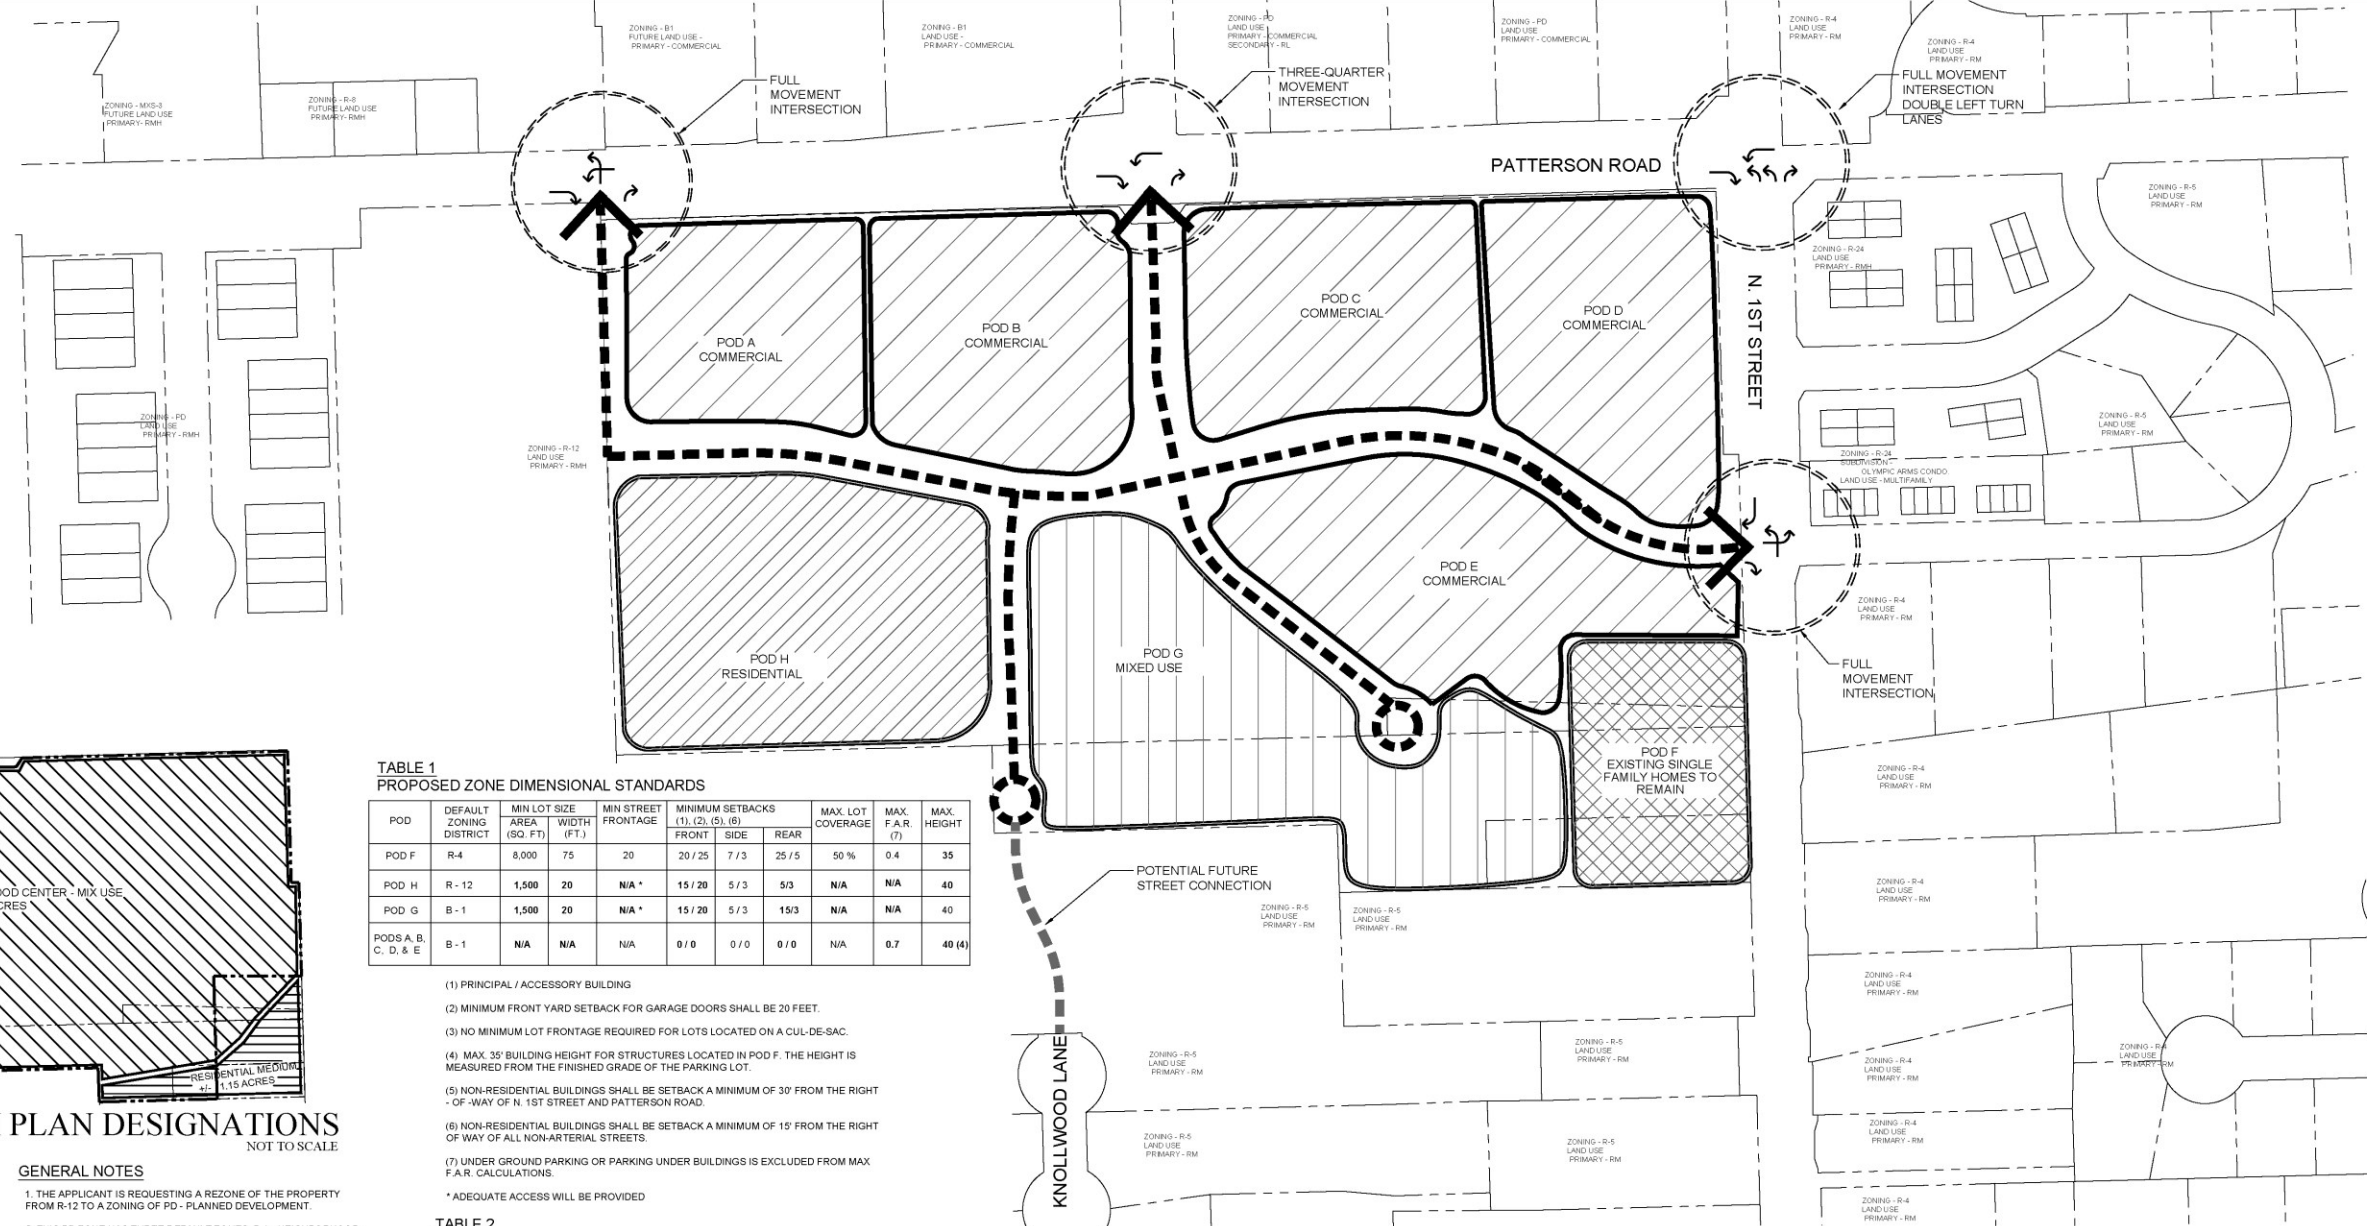 ZONING - B1
FUTURE LAND USE -
PRIMARY - COMMERCIAL
ZONING - B1
LAND USE -
PRIMARY - COMMERCIAL
ZONING - PD
LAND USE
PRIMARY - COMMERCIAL
SECONDARY - RL
ZONING - PD
LAND USE
PRIMARY - COMMERCIAL
ZONING - R-4
LAND USE
PRIMARY - RM
ZONING - R-4
LAND USE
PRIMARY - RM
ZONING - MXS-3
FUTURE LAND USE
PRIMARY- RMH
ZONING - R-8
FUTURE LAND USE
PRIMARY- RMH
FULL
MOVEMENT
INTERSECTION
THREE-QUARTER
MOVEMENT
INTERSECTION
FULL MOVEMENT
INTERSECTION
DOUBLE LEFT TURN
LANES
PATTERSON ROAD
N. 1ST STREET
ZONING - R-5
LAND USE
PRIMARY - RM
ZONING - R-24
LAND USE
PRIMARY - RMH
POD A
COMMERCIAL
POD B
COMMERCIAL
POD C
COMMERCIAL
POD D
COMMERCIAL
ZONING - PD
LAND USE
PRIMARY - RMH
ZONING - R-12
LAND USE
PRIMARY - RMH
ZONING - R-5
LAND USE
PRIMARY - RM
ZONING - R-24
SUBDIVISION -
OLYMPIC ARMS CONDO.
LAND USE - MULTIFAMILY
POD E
COMMERCIAL
ZONING - R-4
LAND USE
PRIMARY - RM
POD H
RESIDENTIAL
POD G
MIXED USE
FULL
MOVEMENT
INTERSECTION
POD F
EXISTING SINGLE
FAMILY HOMES TO
REMAIN
ZONING - R-4
LAND USE
PRIMARY - RM
TABLE 1
PROPOSED ZONE DIMENSIONAL STANDARDS
POD DEFAULT ZONING DISTRICT MIN LOT SIZE AREA (SQ. FT) WIDTH (FT.) MIN STREET FRONTAGE MINIMUM SETBACKS (1), (2), (5), (6) FRONT SIDE REAR MAX. LOT COVERAGE MAX. F.A.R. (7) MAX. HEIGHT
POD F R-4 8,000 75 20 20 / 25 7 / 3 25 / 5 50 % 0.4 35
POD H R - 12 1,500 20 N/A * 15 / 20 5 / 3 5/3 N/A N/A 40
POD G B - 1 1,500 20 N/A * 15 / 20 5 / 3 15/3 N/A N/A 40
PODS A, B, C, D, & E B - 1 N/A N/A N/A 0 / 0 0 / 0 0 / 0 N/A 0.7 40 (4)
(1) PRINCIPAL / ACCESSORY BUILDING
(2) MINIMUM FRONT YARD SETBACK FOR GARAGE DOORS SHALL BE 20 FEET.
(3) NO MINIMUM LOT FRONTAGE REQUIRED FOR LOTS LOCATED ON A CUL-DE-SAC.
(4) MAX. 35' BUILDING HEIGHT FOR STRUCTURES LOCATED IN POD F. THE HEIGHT IS
MEASURED FROM THE FINISHED GRADE OF THE PARKING LOT.
(5) NON-RESIDENTIAL BUILDINGS SHALL BE SETBACK A MINIMUM OF 30' FROM THE RIGHT
- OF -WAY OF N. 1ST STREET AND PATTERSON ROAD.
(6) NON-RESIDENTIAL BUILDINGS SHALL BE SETBACK A MINIMUM OF 15' FROM THE RIGHT
OF WAY OF ALL NON-ARTERIAL STREETS.
(7) UNDER GROUND PARKING OR PARKING UNDER BUILDINGS IS EXCLUDED FROM MAX
F.A.R. CALCULATIONS.
* ADEQUATE ACCESS WILL BE PROVIDED
TABLE 2
OOD CENTER - MIX USE
CRES
RESIDENTIAL MEDIUM
+/- 1.15 ACRES
PLAN DESIGNATIONS
NOT TO SCALE
GENERAL NOTES
1. THE APPLICANT IS REQUESTING A REZONE OF THE PROPERTY
FROM R-12 TO A ZONING OF PD - PLANNED DEVELOPMENT.
POTENTIAL FUTURE
STREET CONNECTION
KNOLLWOOD LANE
ZONING - R-5
LAND USE
PRIMARY - RM
ZONING - R-5
LAND USE
PRIMARY - RM
ZONING - R-4
LAND USE
PRIMARY - RM
ZONING - R-4
LAND USE
PRIMARY - RM
ZONING - R-5
LAND USE
PRIMARY - RM
ZONING - R-5
LAND USE
PRIMARY - RM
ZONING - R-4
LAND USE
PRIMARY - RM
ZONING - R-4
LAND USE
PRIMARY - RM
ZONING - R-5
LAND USE
PRIMARY - RM
ZONING - R-5
LAND USE
PRIMARY - RM
ZONING - R-4
LAND USE
PRIMARY - RM
ZONING - R-4
LAND USE
PRIMARY - RM